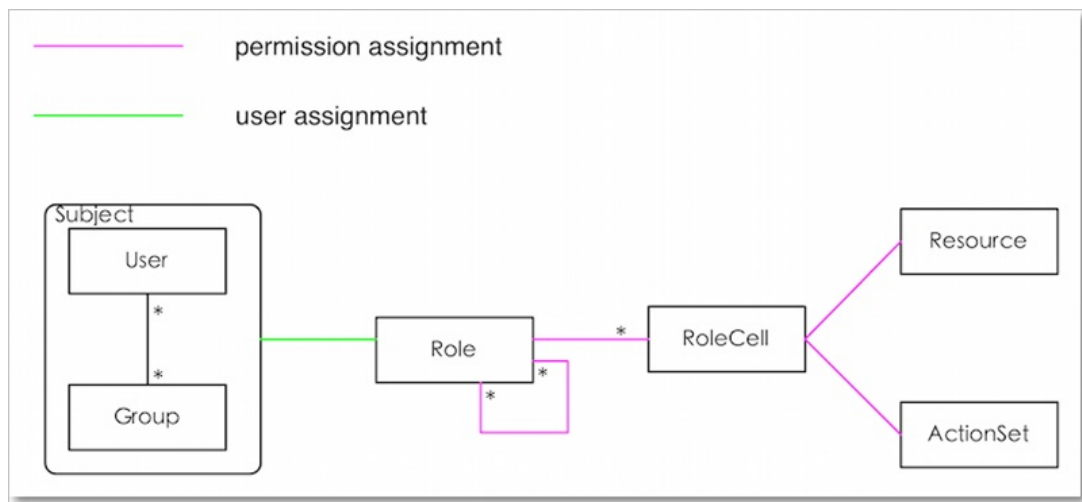 permission assignment
user assignment
Subject
User
*
*
Group
Role
*
*
*
RoleCell
Resource
ActionSet